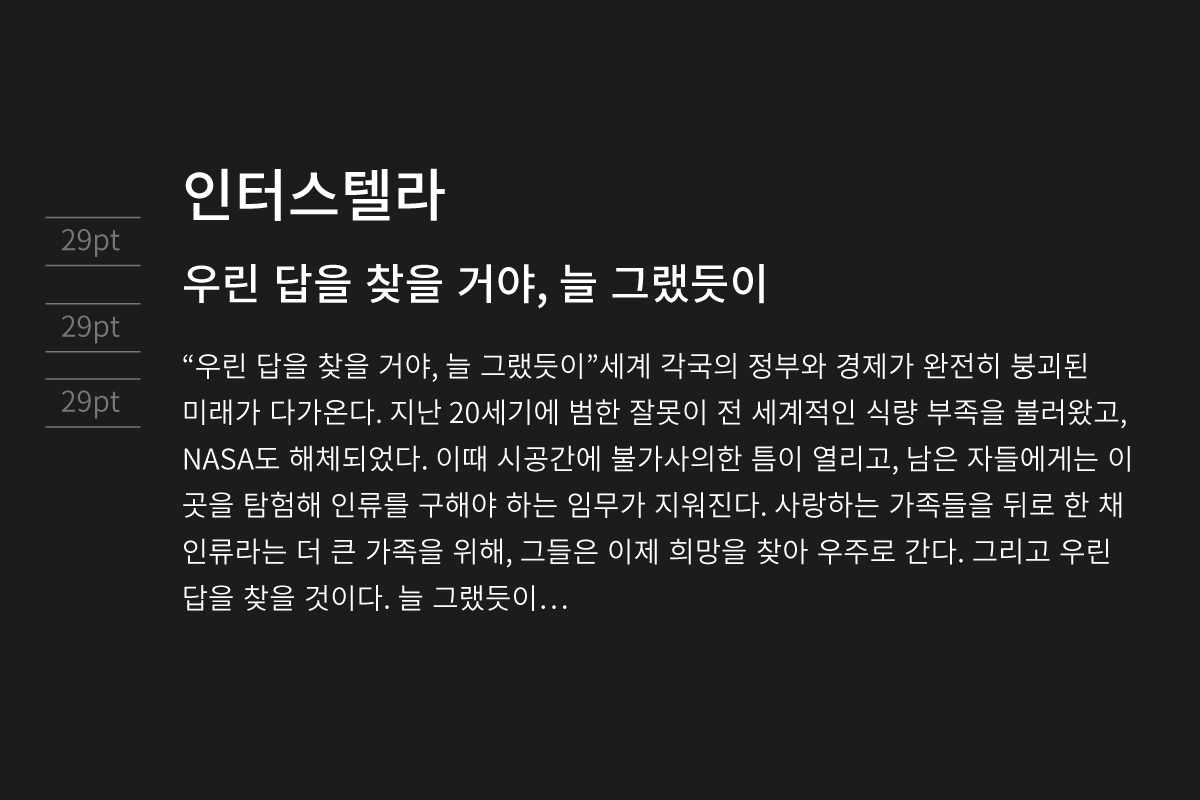 인터스텔라
29pt
우린 답을 찾을 거야, 늘 그랬듯이
29pt
“우린 답을 찾을 거야, 늘 그랬듯이”세계 각국의 정부와 경제가 완전히 붕괴된
29pt
미래가 다가온다. 지난 20세기에 범한 잘못이 전 세계적인 식량 부족을 불러왔고,
NASA도 해체되었다. 이때 시공간에 불가사의한 틈이 열리고, 남은 자들에게는 이
곳을 탐험해 인류를 구해야 하는 임무가 지워진다. 사랑하는 가족들을 뒤로 한 채
인류라는 더 큰 가족을 위해, 그들은 이제 희망을 찾아 우주로 간다. 그리고 우린
답을 찾을 것이다. 늘 그랬듯이…